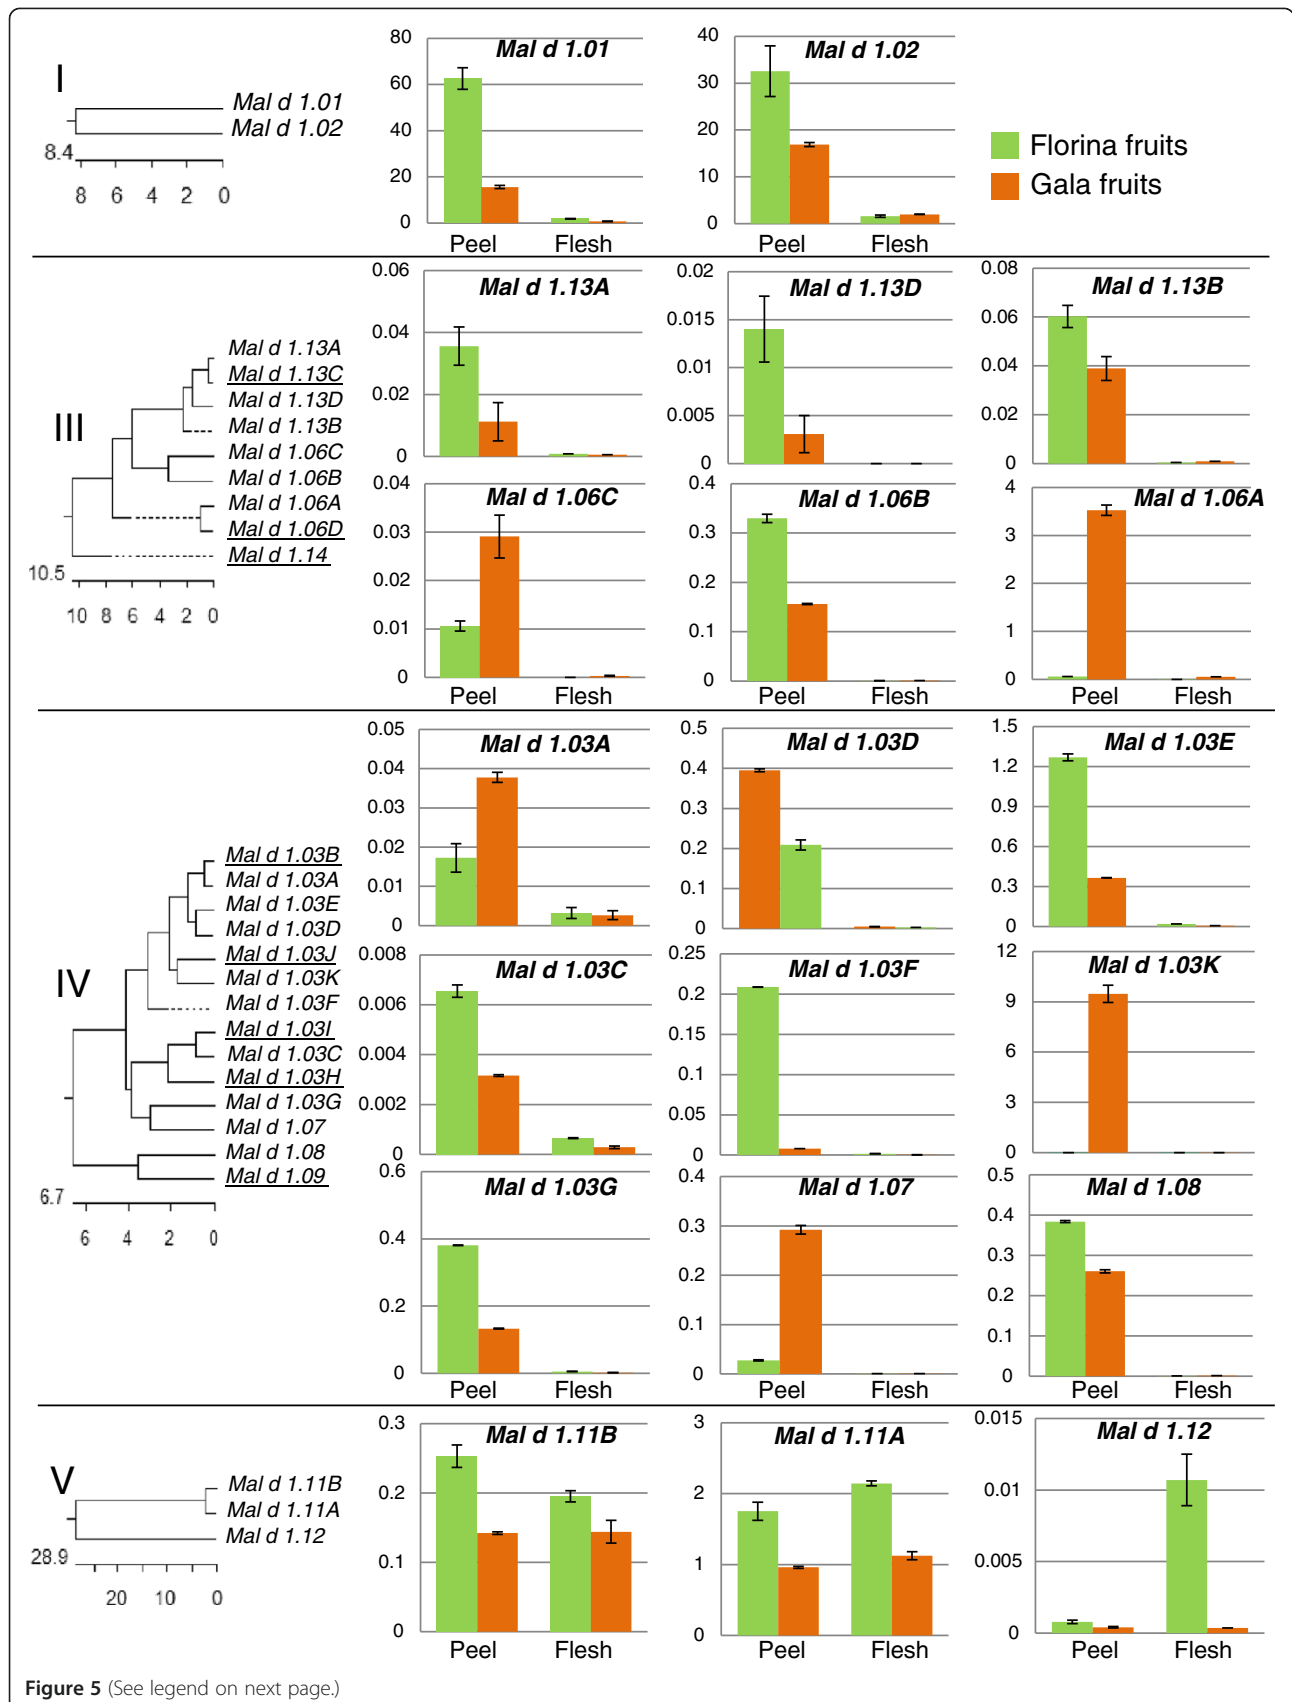 I
Mal d 1.01
Mal d 1.02
8.4
8 6 4 2 0
Mal d 1.01
80
60
40
20
0
Peel Flesh
Mal d 1.02
40
30
20
10
0
Peel Flesh
Florina fruits
Gala fruits
III
Mal d 1.13A
Mal d 1.13C
Mal d 1.13D
Mal d 1.13B
Mal d 1.06C
Mal d 1.06B
Mal d 1.06A
Mal d 1.06D
Mal d 1.14
10.5
10 8 6 4 2 0
Mal d 1.13A
0.06
0.04
0.02
0
Mal d 1.13D
0.02
0.015
0.01
0.005
0
Mal d 1.13B
0.08
0.06
0.04
0.02
0
Mal d 1.06C
0.04
0.03
0.02
0.01
0
Peel Flesh
Mal d 1.06B
0.4
0.3
0.2
0.1
0
Peel Flesh
Mal d 1.06A
4
3
2
1
0
Peel Flesh
IV
Mal d 1.03B
Mal d 1.03A
Mal d 1.03E
Mal d 1.03D
Mal d 1.03J
Mal d 1.03K
Mal d 1.03F
Mal d 1.03I
Mal d 1.03C
Mal d 1.03H
Mal d 1.03G
Mal d 1.07
Mal d 1.08
Mal d 1.09
6.7
6 4 2 0
Mal d 1.03A
0.05
0.04
0.03
0.02
0.01
0
Mal d 1.03D
0.5
0.4
0.3
0.2
0.1
0
Mal d 1.03E
1.5
1.2
0.9
0.6
0.3
0
Mal d 1.03C
0.008
0.006
0.004
0.002
0
Mal d 1.03F
0.25
0.2
0.15
0.1
0.05
0
Mal d 1.03K
12
9
6
3
0
Mal d 1.03G
0.6
0.4
0.2
0
Peel Flesh
Mal d 1.07
0.4
0.3
0.2
0.1
0
Peel Flesh
Mal d 1.08
0.5
0.4
0.3
0.2
0.1
0
Peel Flesh
V
Mal d 1.11B
Mal d 1.11A
Mal d 1.12
28.9
20 10 0
Mal d 1.11B
0.3
0.2
0.1
0
Peel Flesh
Mal d 1.11A
3
2
1
0
Peel Flesh
Mal d 1.12
0.015
0.01
0.005
0
Peel Flesh
Figure 5 (See legend on next page.)